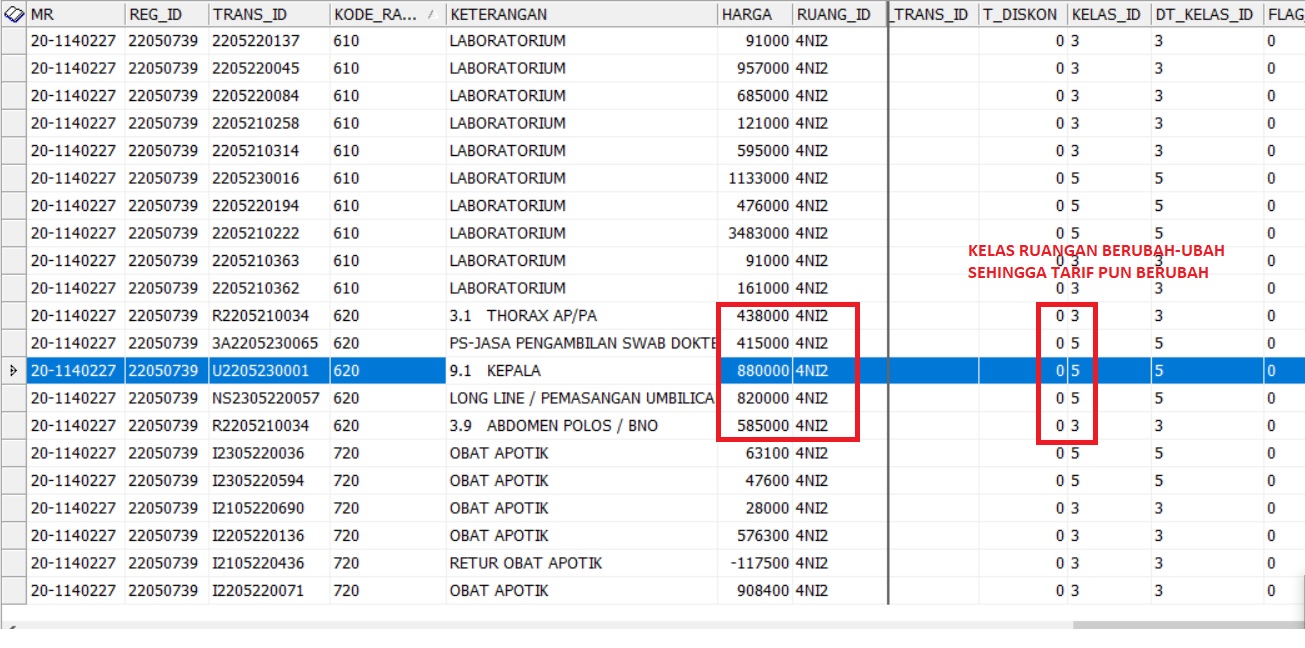 MR REG_ID TRANS_ID KODE_RA... KETERANGAN HARGA RUANG_ID _TRANS_ID T_DISKON KELAS_ID DT_KELAS_ID FLAG
20-1140227 22050739 2205220137 610 LABORATORIUM 91000 4NI2 0 3 3 0
20-1140227 22050739 2205220045 610 LABORATORIUM 957000 4NI2 0 3 3 0
20-1140227 22050739 2205220084 610 LABORATORIUM 685000 4NI2 0 3 3 0
20-1140227 22050739 2205210258 610 LABORATORIUM 121000 4NI2 0 3 3 0
20-1140227 22050739 2205210314 610 LABORATORIUM 595000 4NI2 0 3 3 0
20-1140227 22050739 2205230016 610 LABORATORIUM 1133000 4NI2 0 5 5 0
20-1140227 22050739 2205220194 610 LABORATORIUM 476000 4NI2 0 5 5 0
20-1140227 22050739 2205210222 610 LABORATORIUM 3483000 4NI2 0 5 5 0
KELAS RUANGAN BERUBAH-UBAH
SEHINGGA TARIF PUN BERUBAH
20-1140227 22050739 2205210363 610 LABORATORIUM 91000 4NI2 0 3 3 0
20-1140227 22050739 2205210362 610 LABORATORIUM 161000 4NI2 0 3 3 0
20-1140227 22050739 R2205210034 620 3.1 THORAX AP/PA 438000 4NI2 0 3 3 0
20-1140227 22050739 3A2205230065 620 PS-JASA PENGAMBILAN SWAB DOKTE 415000 4NI2 0 5 5 0
20-1140227 22050739 U2205230001 620 9.1 KEPALA 880000 4NI2 0 5 5 0
20-1140227 22050739 NS2305220057 620 LONG LINE / PEMASANGAN UMBILICA 820000 4NI2 0 5 5 0
20-1140227 22050739 R2205210034 620 3.9 ABDOMEN POLOS / BNO 585000 4NI2 0 3 3 0
20-1140227 22050739 I2305220036 720 OBAT APOTIK 63100 4NI2 0 5 5 0
20-1140227 22050739 I2305220594 720 OBAT APOTIK 47600 4NI2 0 5 5 0
20-1140227 22050739 I2105220690 720 OBAT APOTIK 28000 4NI2 0 3 3 0
20-1140227 22050739 I2205220136 720 OBAT APOTIK 576300 4NI2 0 3 3 0
20-1140227 22050739 I2105220436 720 RETUR OBAT APOTIK -117500 4NI2 0 3 3 0
20-1140227 22050739 I2205220071 720 OBAT APOTIK 908400 4NI2 0 3 3 0